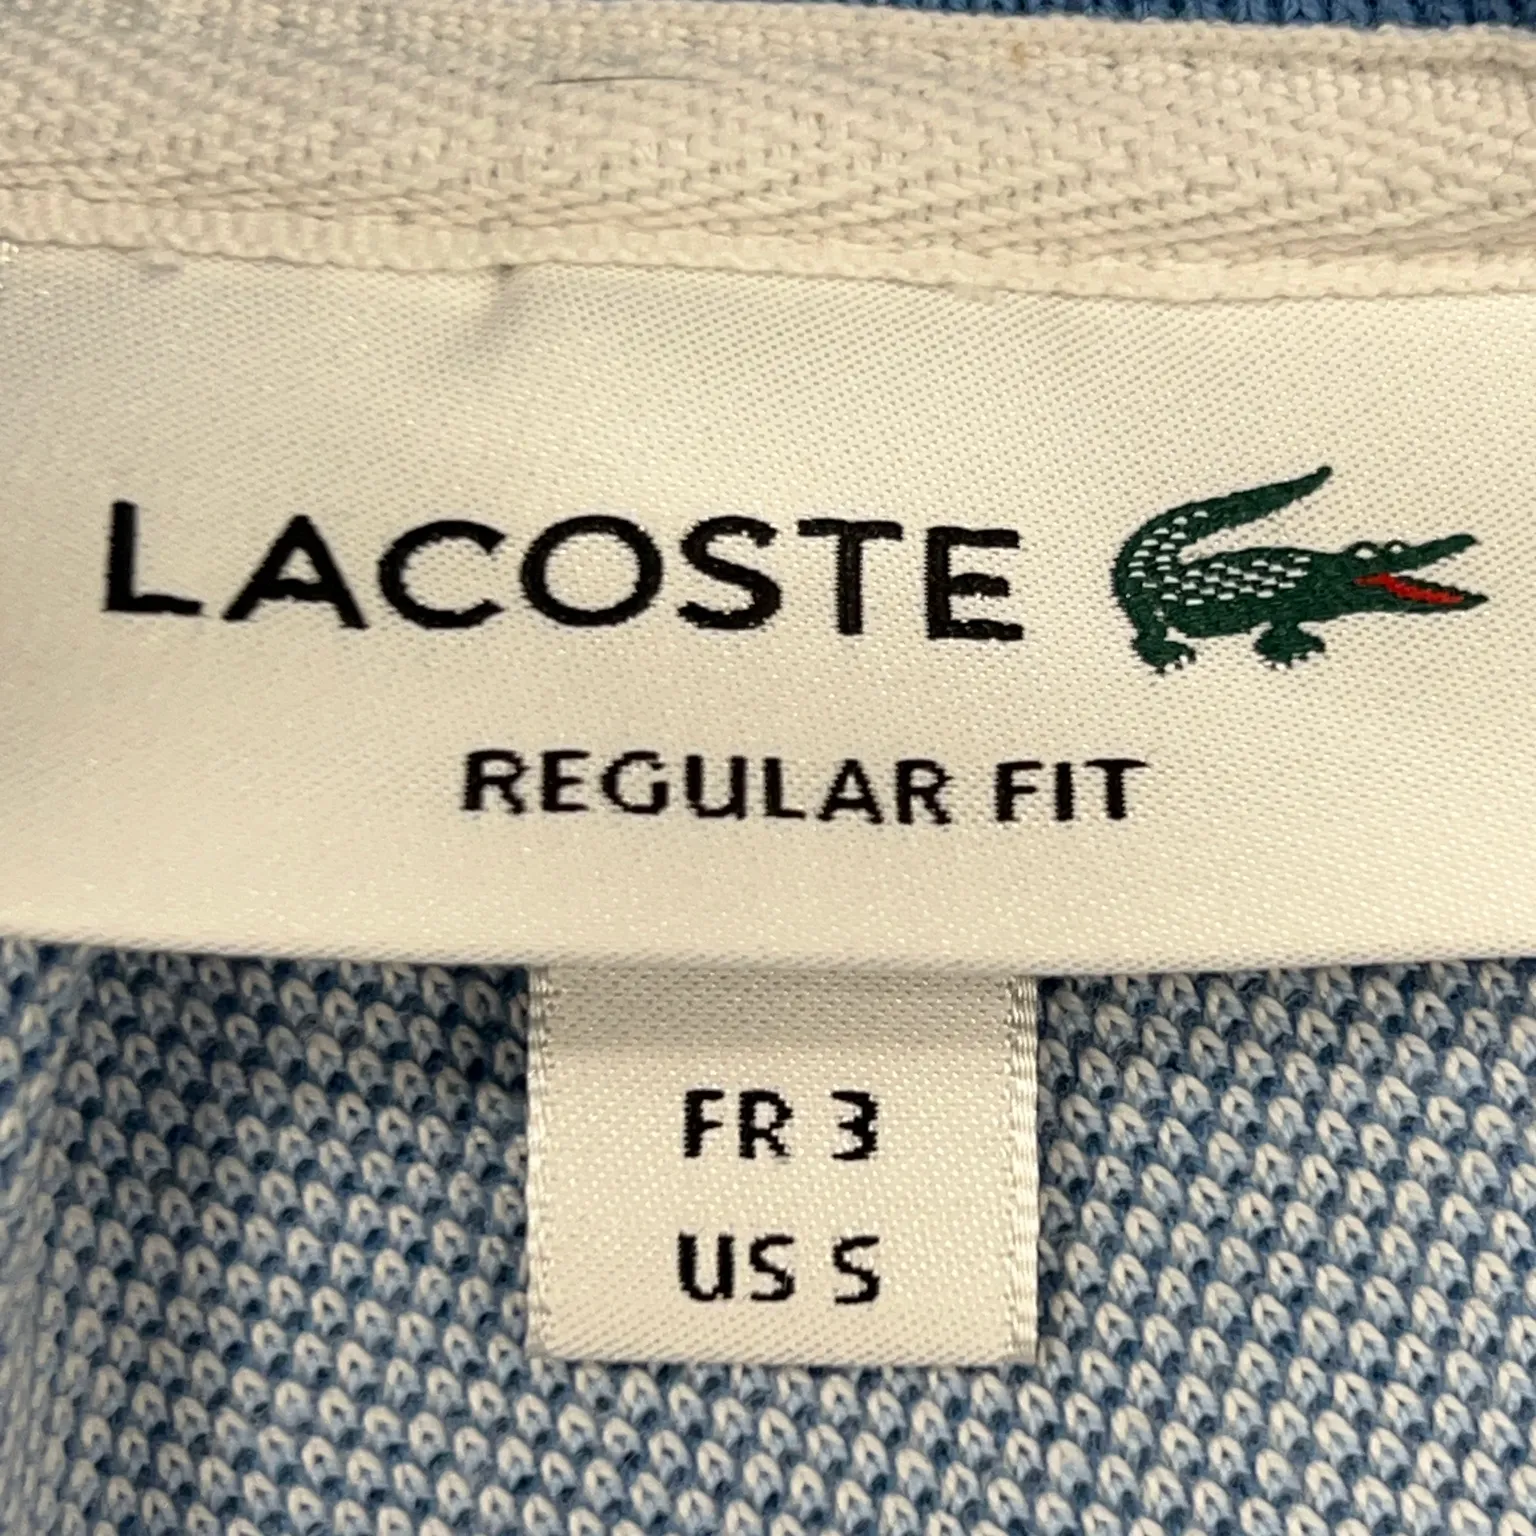 LACOSTE
REGULAR FIT
FR 3
US S